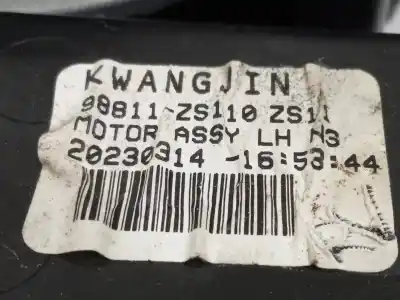 KWANGJIN
98811-ZS110 ZS11
MOTOR ASSY LH N3
20230314 -16:53:44